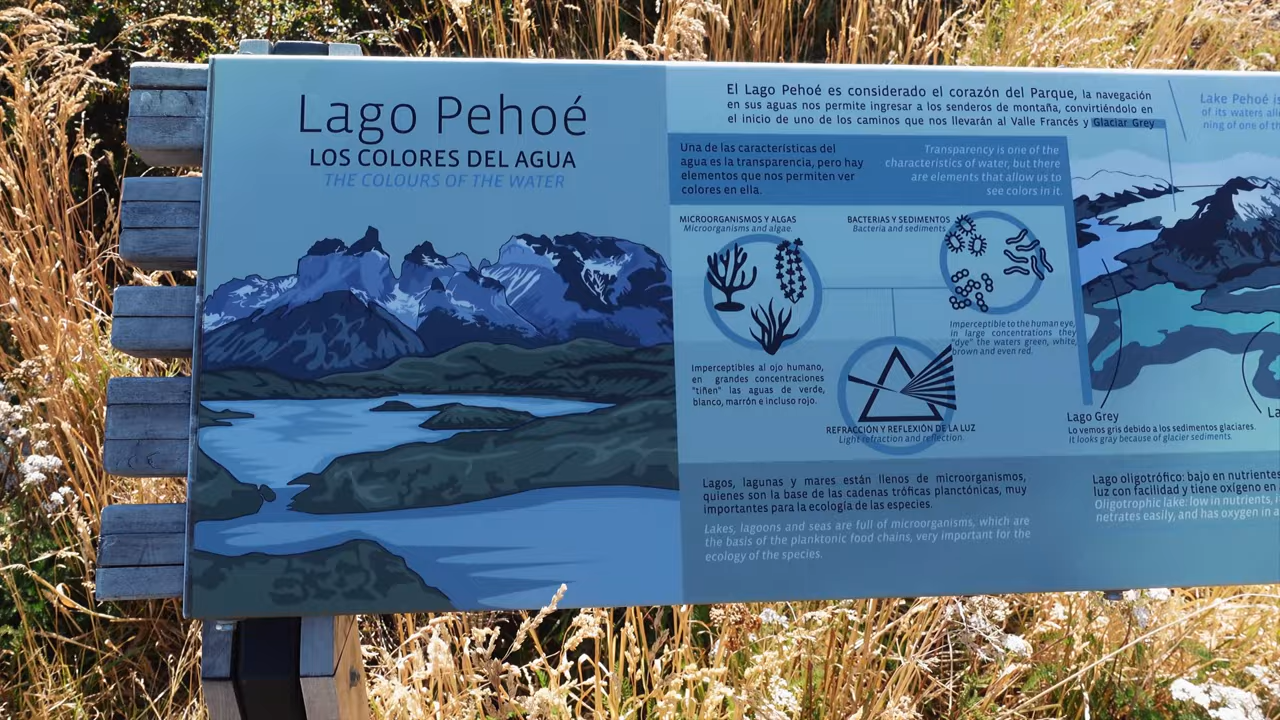 Lago Pehoé
LOS COLORES DEL AGUA
THE COLOURS OF THE WATER
El Lago Pehoé es considerado el corazón del Parque, la navegación
en sus aguas nos permite ingresar a los senderos de montaña, convirtiéndolo en
el inicio de uno de los caminos que nos llevarán al Valle Francés y Glaciar Grey
Lake Pehoé is
of its waters all
ning of one of th
Una de las características del
agua es la transparencia, pero hay
elementos que nos permiten ver
colores en ella.
Transparency is one of the
characteristics of water, but there
are elements that allow us to
see colors in it.
MICROORGANISMOS Y ALGAS
Microorganisms and algae.
BACTERIAS Y SEDIMENTOS
Bacteria and sediments
Imperceptibles al ojo humano,
en grandes concentraciones
"tiñen" las aguas de verde,
blanco, marrón e incluso rojo.
Imperceptible to the human eye,
in large concentrations they
"dye" the waters green, white,
brown and even red.
REFRACCIÓN Y REFLEXIÓN DE LA LUZ
Light refraction and reflection.
Lago Grey
Lo vemos gris debido a los sedimentos glaciares.
It looks gray because of glacier sediments.
La
Lagos, lagunas y mares están llenos de microorganismos,
quienes son la base de las cadenas tróficas planctónicas, muy
importantes para la ecología de las especies.
Lakes, lagoons and seas are full of microorganisms, which are
the basis of the planktonic food chains, very important for the
ecology of the species.
Lago oligotrófico: bajo en nutrientes
luz con facilidad y tiene oxígeno en
Oligotrophic lake: low in nutrients, i
netrates easily, and has oxygen in a